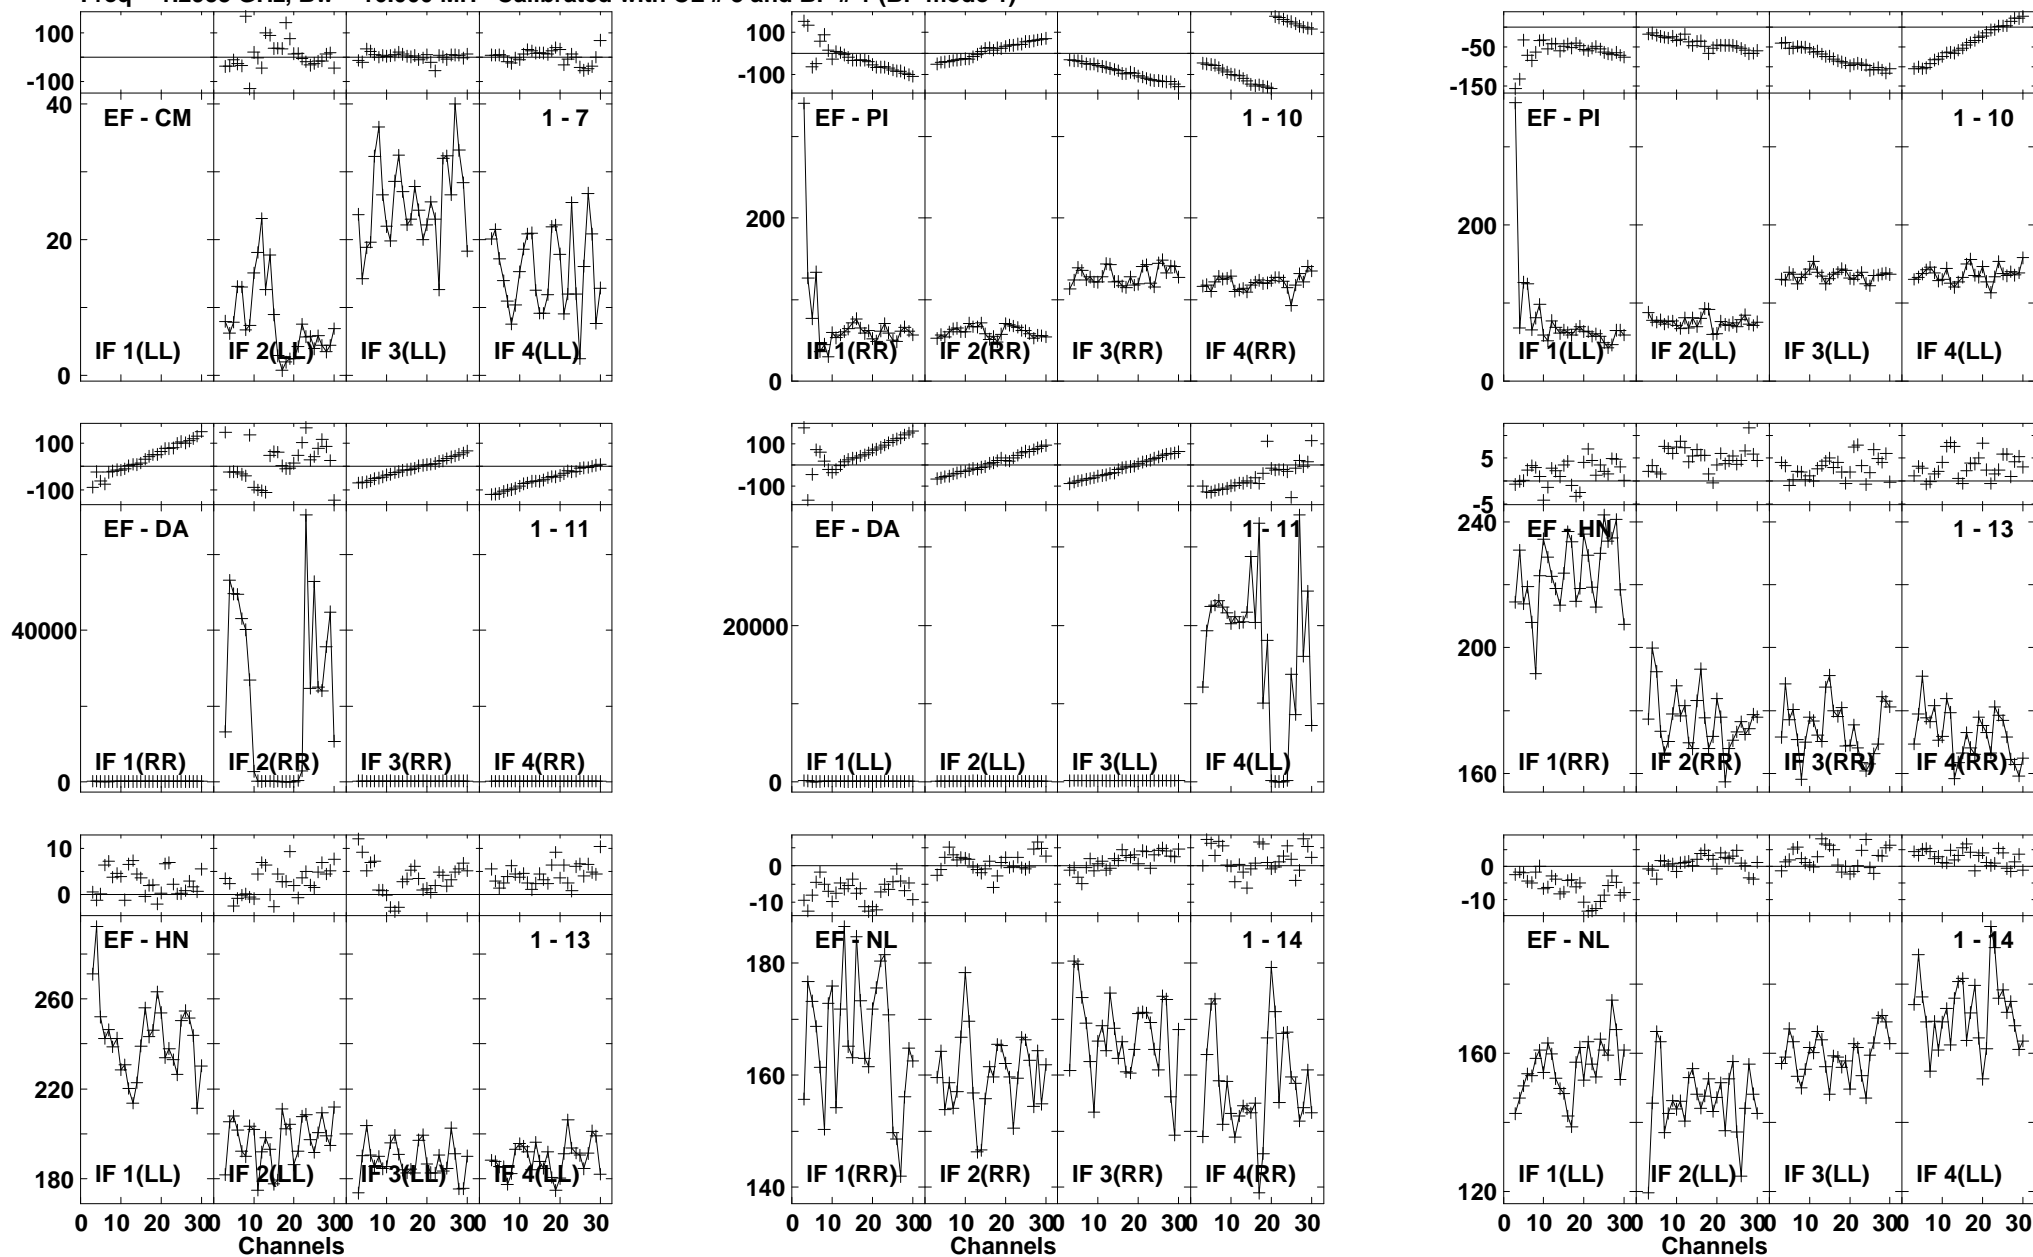 100
0
-100
EF - CM
1 - 7
40
20
0
IF 1(LL)
IF 2(LL)
IF 3(LL)
IF 4(LL)
100
0
-100
EF - PI
1 - 10
200
0
IF 1(RR)
IF 2(RR)
IF 3(RR)
IF 4(RR)
-50
-150
EF - PI
1 - 10
200
0
IF 1(LL)
IF 2(LL)
IF 3(LL)
IF 4(LL)
100
-100
EF - DA
1 - 11
40000
0
IF 1(RR)
IF 2(RR)
IF 3(RR)
IF 4(RR)
100
-100
EF - DA
1 - 11
20000
0
IF 1(LL)
IF 2(LL)
IF 3(LL)
IF 4(LL)
5
-5
EF - HN
1 - 13
240
200
160
IF 1(RR)
IF 2(RR)
IF 3(RR)
IF 4(RR)
10
0
EF - HN
1 - 13
260
220
180
IF 1(LL)
IF 2(LL)
IF 3(LL)
IF 4(LL)
0 10 20 30 0 10 20 30 0 10 20 30 0 10 20 30
Channels
0
-10
EF - NL
1 - 14
180
160
140
IF 1(RR)
IF 2(RR)
IF 3(RR)
IF 4(RR)
0 10 20 30 0 10 20 30 0 10 20 30 0 10 20 30
Channels
0
-10
EF - NL
1 - 14
160
120
IF 1(LL)
IF 2(LL)
IF 3(LL)
IF 4(LL)
0 10 20 30 0 10 20 30 0 10 20 30 0 10 20 30
Channels